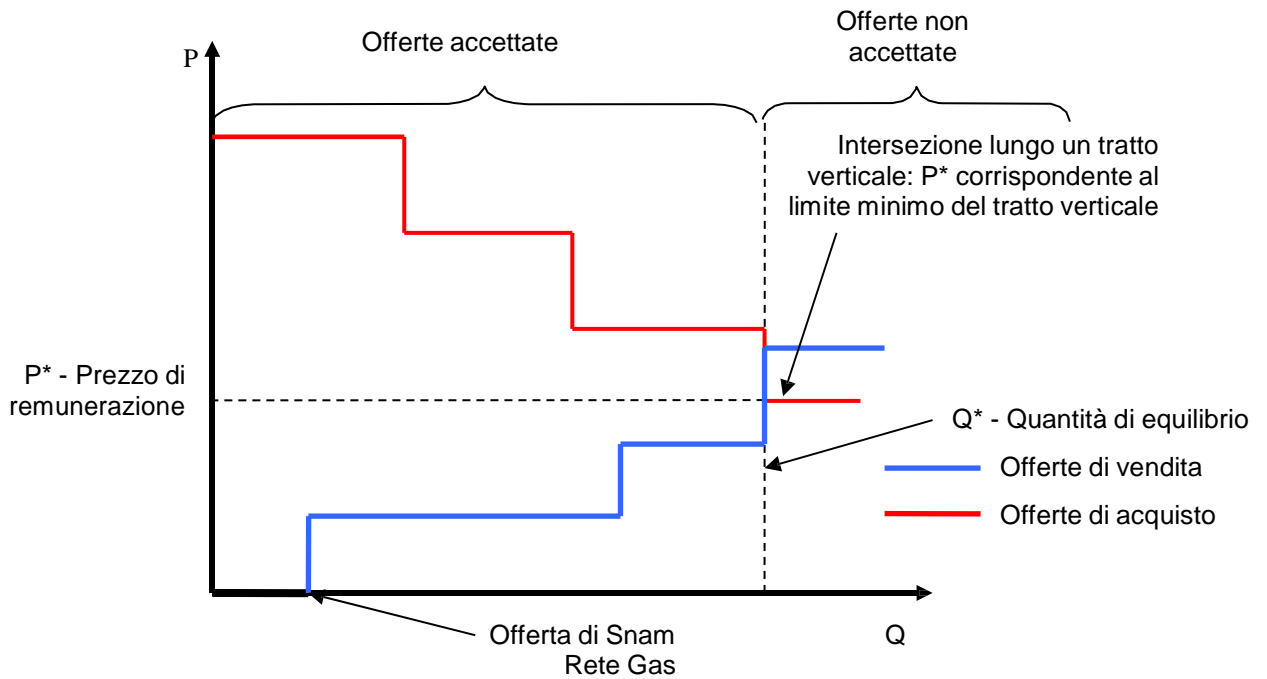 Offerte non
accettate
Offerte accettate
P
Intersezione lungo un tratto
verticale: P* corrispondente al
limite minimo del tratto verticale
P* - Prezzo di
remunerazione
Q* - Quantità di equilibrio
Offerte di vendita
Offerte di acquisto
Offerta di Snam
Rete Gas
Q